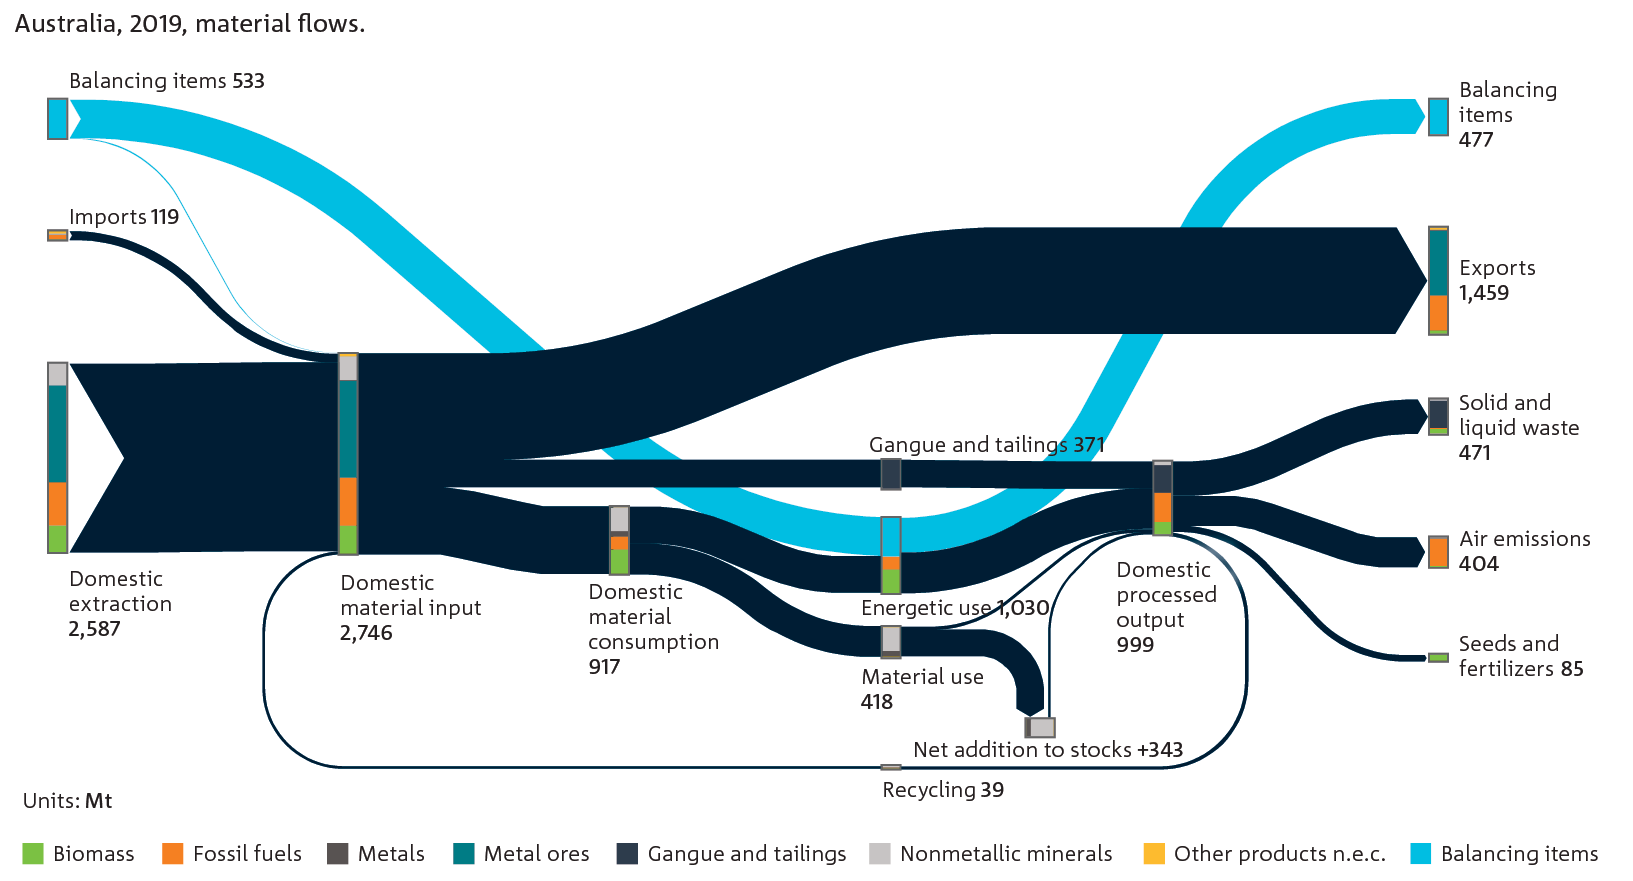 Australia, 2019, material flows.
Balancing items 533
Imports 119
Domestic
extraction
2,587
Domestic
material input
2,746
Domestic
material
consumption
917
Gangue and tailings 371
Energetic use 1,030
Material use
418
Net addition to stocks +343
Recycling 39
Domestic
processed
output
999
Balancing
items
477
Exports
1,459
Solid and
liquid waste
471
Air emissions
404
Seeds and
fertilizers 85
Units: Mt
Biomass
Fossil fuels
Metals
Metal ores
Gangue and tailings
Nonmetallic minerals
Other products n.e.c.
Balancing items